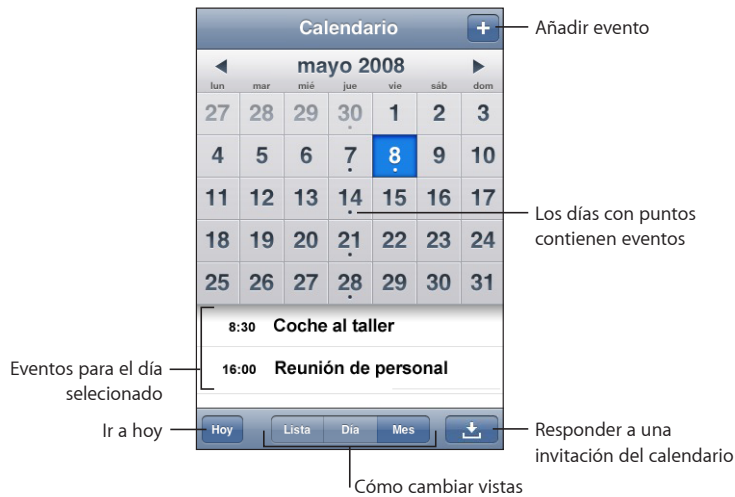 Calendario
+
Añadir evento
mayo 2008
lun mar mié jue vie sáb dom
27 28 29 30 1 2 3
4 5 6 7 8 9 10
11 12 13 14 15 16 17
Los días con puntos
contienen eventos
18 19 20 21 22 23 24
25 26 27 28 29 30 31
8:30 Coche al taller
16:00 Reunión de personal
Eventos para el día
selecionado
Ir a hoy
Hoy
Lista Día Mes
Responder a una
invitación del calendario
Cómo cambiar vistas